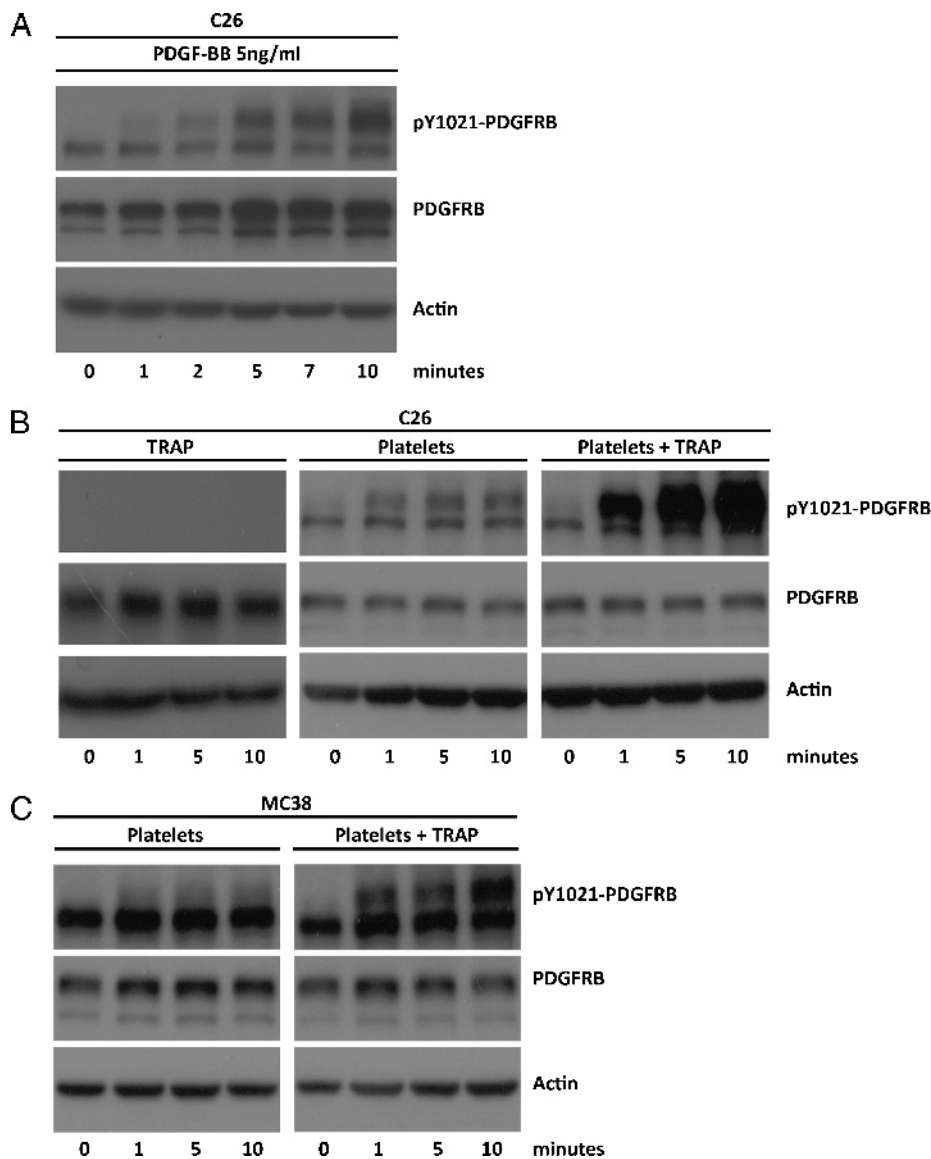 A
C26
PDGF-BB 5ng/ml
pY1021-PDGFRB
PDGFRB
Actin
0 1 2 5 7 10 minutes
B
C26
TRAP Platelets Platelets + TRAP
pY1021-PDGFRB
PDGFRB
Actin
0 1 5 10 0 1 5 10 0 1 5 10 minutes
C
MC38
Platelets Platelets + TRAP
pY1021-PDGFRB
PDGFRB
Actin
0 1 5 10 0 1 5 10 minutes